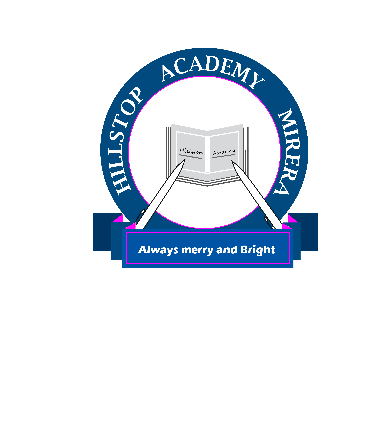 HILLSTOP ACADEMY MIRERA
Always merry and Bright